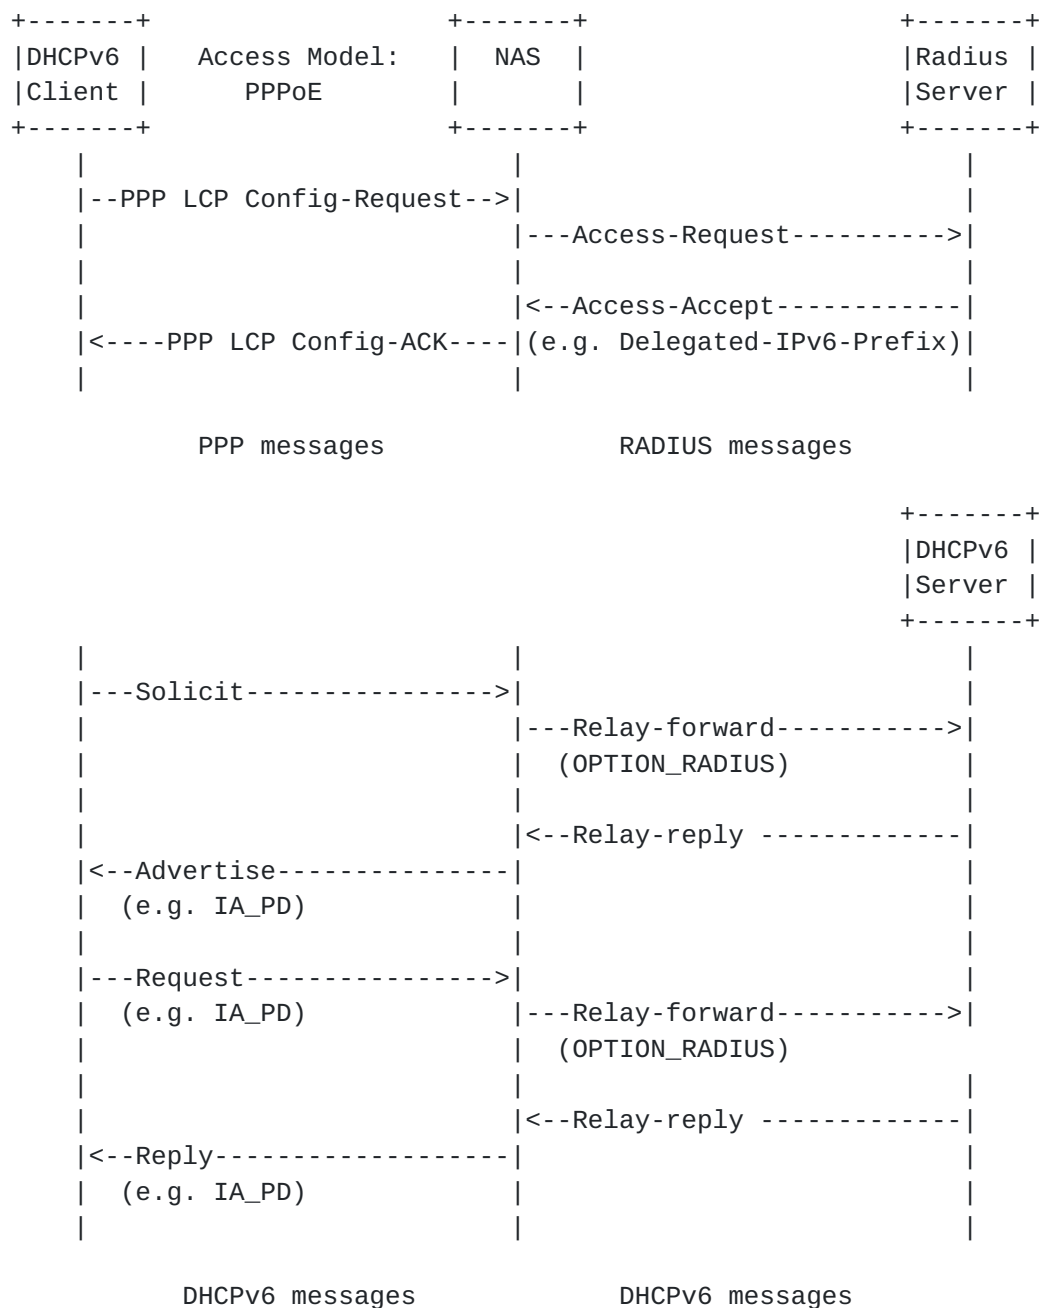 +-------+                   +-------+                    +-------+
|DHCPv6 |   Access Model:   |  NAS  |                    |Radius |
|Client |      PPPoE        |       |                    |Server |
+-------+                   +-------+                    +-------+
    |                           |                            |
    |--PPP LCP Config-Request-->|                            |
    |                           |---Access-Request---------->|
    |                           |                            |
    |                           |<--Access-Accept------------|
    |<----PPP LCP Config-ACK----|(e.g. Delegated-IPv6-Prefix)|
    |                           |                            |
            PPP messages               RADIUS messages
                                                         +-------+
                                                         |DHCPv6 |
                                                         |Server |
                                                         +-------+
    |                           |                            |
    |---Solicit---------------->|                            |
    |                           |---Relay-forward----------->|
    |                           |  (OPTION_RADIUS)           |
    |                           |                            |
    |                           |<--Relay-reply -------------|
    |<--Advertise---------------|                            |
    |  (e.g. IA_PD)             |                            |
    |                           |                            |
    |---Request---------------->|                            |
    |  (e.g. IA_PD)             |---Relay-forward----------->|
    |                           |  (OPTION_RADIUS)
    |                           |                            |
    |                           |<--Relay-reply -------------|
    |<--Reply-------------------|                            |
    |  (e.g. IA_PD)             |                            |
    |                           |                            |
           DHCPv6 messages             DHCPv6 messages